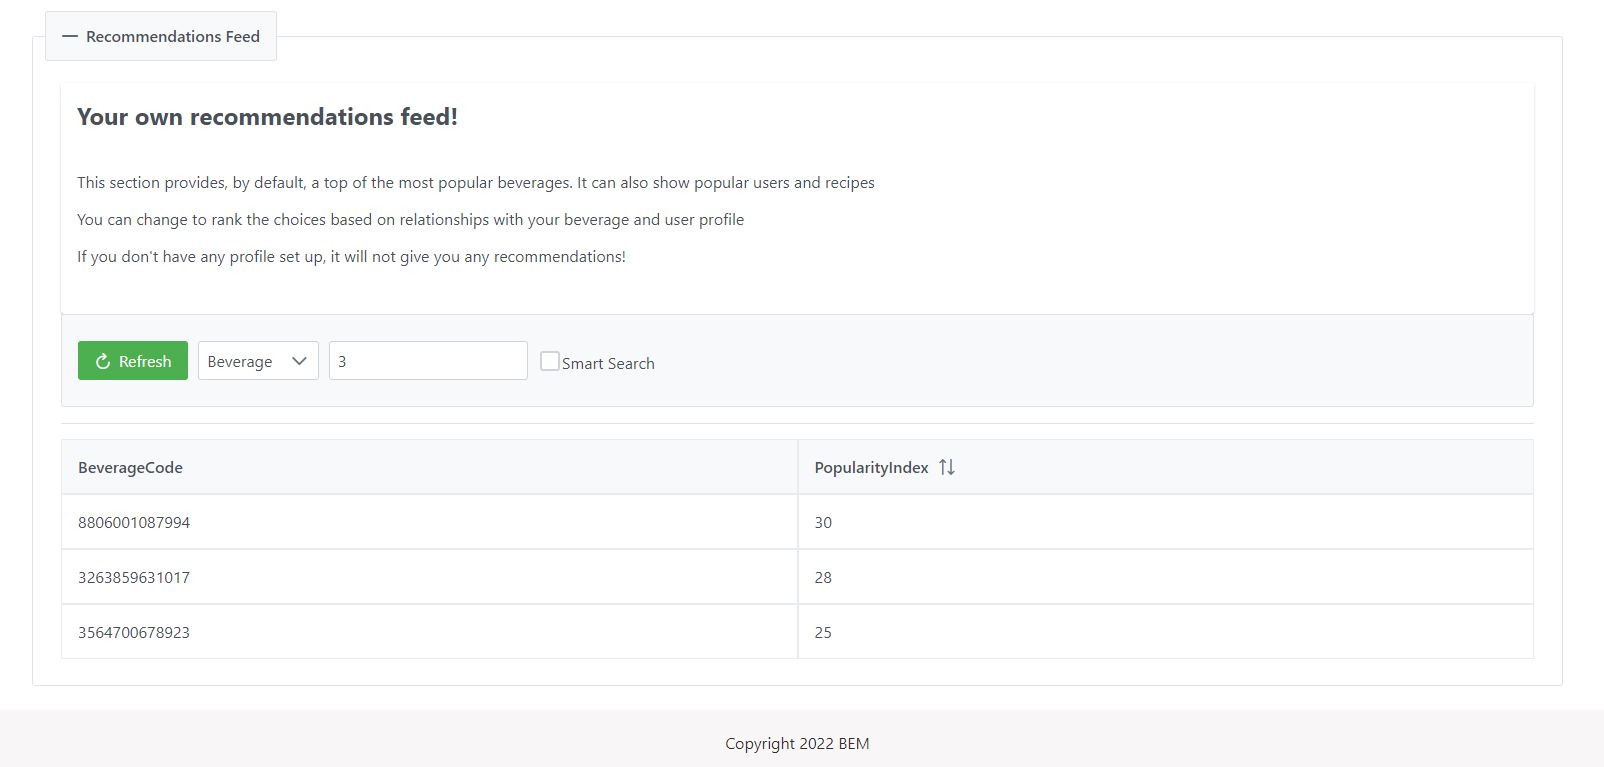 Recommendations Feed
Your own recommendations feed!
This section provides, by default, a top of the most popular beverages. It can also show popular users and recipes
You can change to rank the choices based on relationships with your beverage and user profile
If you don't have any profile set up, it will not give you any recommendations!
Refresh Beverage 3 Smart Search
BeverageCode PopularityIndex
8806001087994 30
3263859631017 28
3564700678923 25
Copyright 2022 BEM